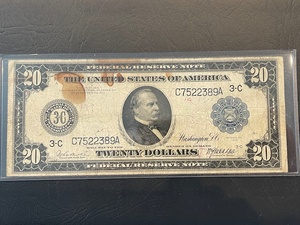 FEDERAL RESERVE NOTE
20 THE UNITED STATES OF AMERICA 20
C7522389A 3-C
3-C
3-C C7522389A
Washington, D.C.
20 TWENTY DOLLARS 20
FEDERAL RESERVE NOTE